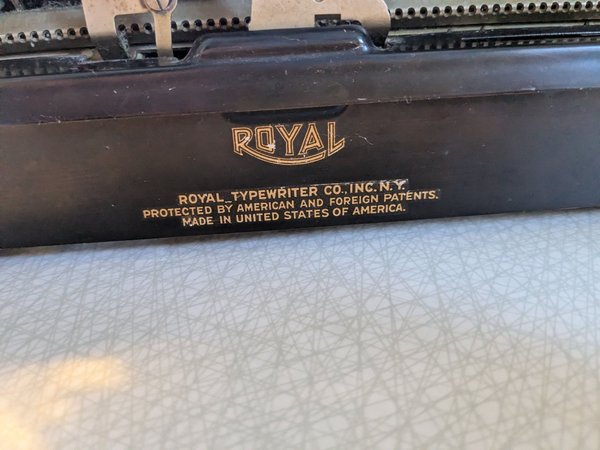 ROYAL
ROYAL TYPEWRITER CO., INC. N.Y.
PROTECTED BY AMERICAN AND FOREIGN PATENTS.
MADE IN UNITED STATES OF AMERICA.